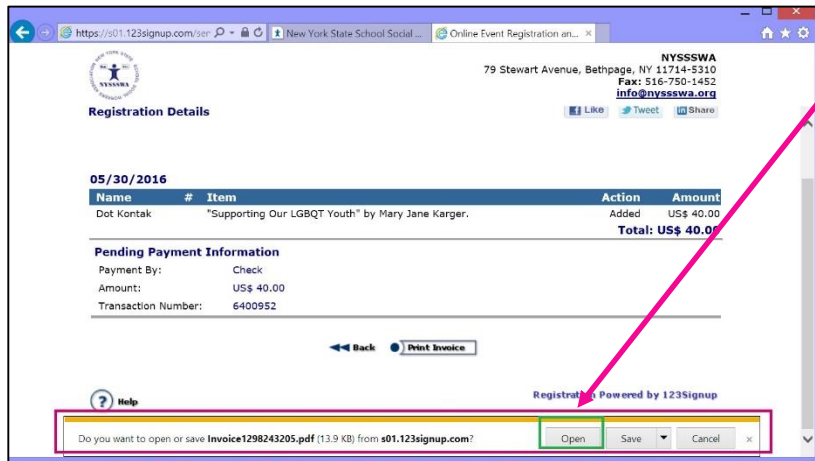 https://s01.123signup.com/ser
New York State School Social ...
Online Event Registration an...
NYSSSWA
NYSSSWA
79 Stewart Avenue, Bethpage, NY 11714-5310
Fax: 516-750-1452
info@nyssswa.org
Registration Details
Like Tweet in Share
05/30/2016
Name # Item Action Amount
Dot Kontak "Supporting Our LGBQT Youth" by Mary Jane Karger. Added US$ 40.00
Total: US$ 40.00
Pending Payment Information
Payment By: Check
Amount: US$ 40.00
Transaction Number: 6400952
Back Print Invoice
? Help
Registration Powered by 123Signup
Do you want to open or save Invoice1298243205.pdf (13.9 KB) from s01.123signup.com? Open Save Cancel ×